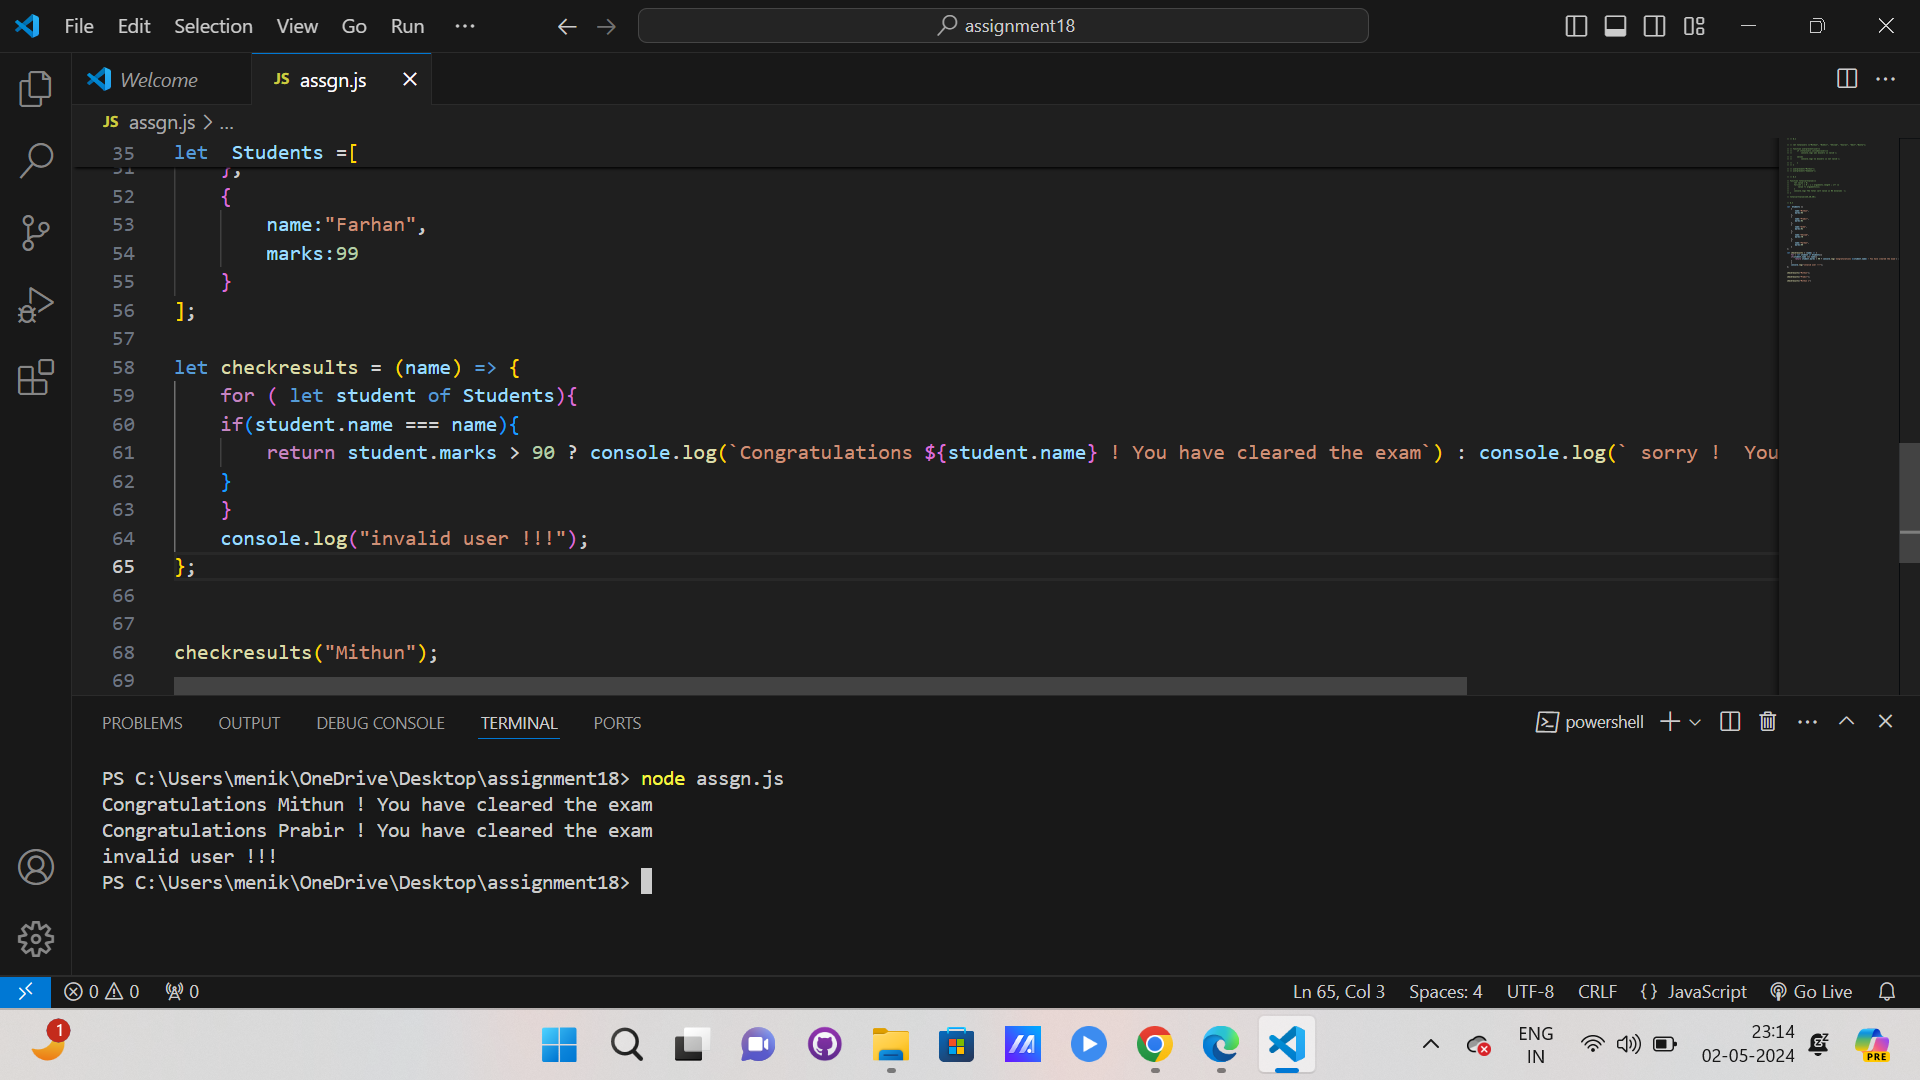 File Edit Selection View Go Run ···
assignment18
Welcome
JS assgn.js
JS assgn.js > ...
35 let  Students =[
51 },
52 {
53 name:"Farhan",
54 marks:99
55 }
56 ];
57
58 let checkresults = (name) => {
59 for ( let student of Students){
60 if(student.name === name){
61 return student.marks > 90 ? console.log(`Congratulations ${student.name} ! You have cleared the exam`) : console.log(` sorry !  You
62 }
63 }
64 console.log("invalid user !!!");
65 };
66
67
68 checkresults("Mithun");
69
PROBLEMS OUTPUT DEBUG CONSOLE TERMINAL PORTS
powershell
PS C:\Users\menik\OneDrive\Desktop\assignment18> node assgn.js
Congratulations Mithun ! You have cleared the exam
Congratulations Prabir ! You have cleared the exam
invalid user !!!
PS C:\Users\menik\OneDrive\Desktop\assignment18>
0 0 0
Ln 65, Col 3 Spaces: 4 UTF-8 CRLF {} JavaScript Go Live
1
ENG
IN
23:14
02-05-2024
PRE